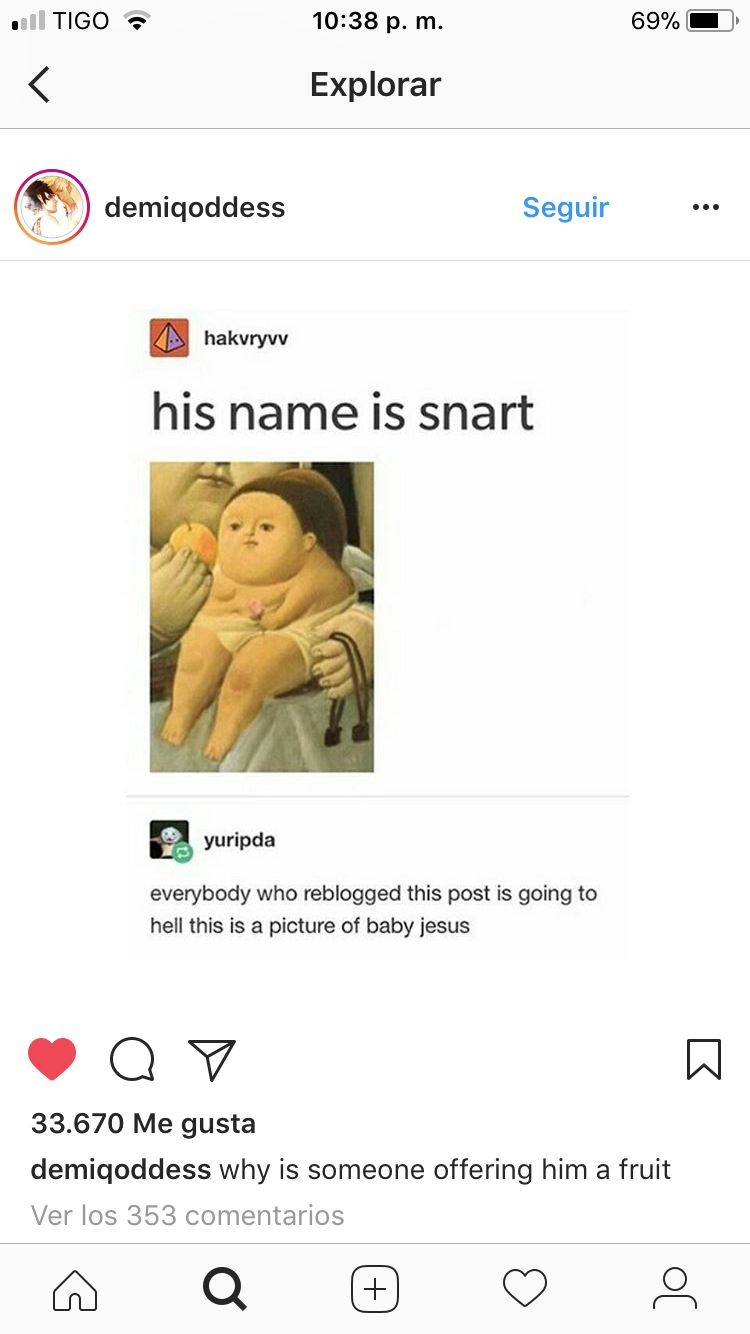 TIGO 10:38 p. m. 69%
Explorar
demiqoddess Seguir
hakvryvv
his name is snart
yuripda
everybody who reblogged this post is going to
hell this is a picture of baby jesus
33.670 Me gusta
demiqoddess why is someone offering him a fruit
Ver los 353 comentarios